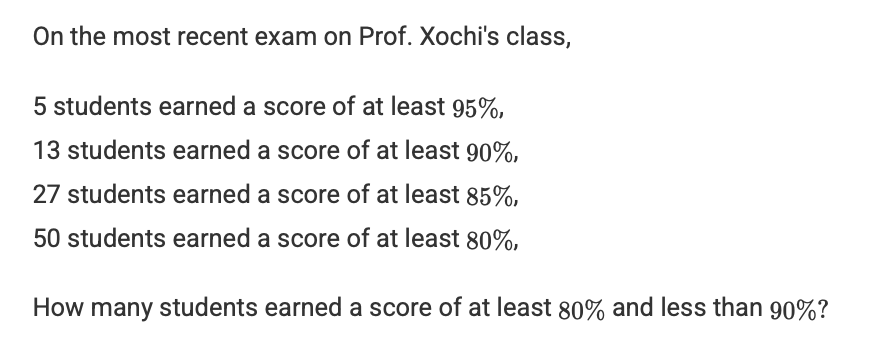 On the most recent exam on Prof. Xochi's class,
5 students earned a score of at least 95%,
13 students earned a score of at least 90%,
27 students earned a score of at least 85%,
50 students earned a score of at least 80%,
How many students earned a score of at least 80% and less than 90%?